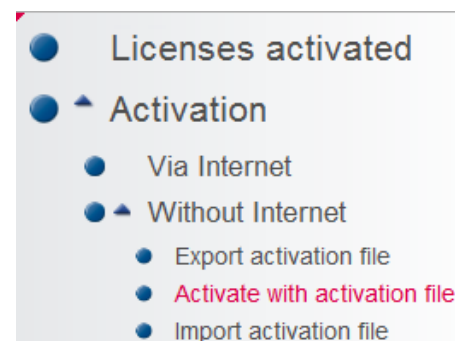 Licenses activated
Activation
Via Internet
Without Internet
Export activation file
Activate with activation file
Import activation file